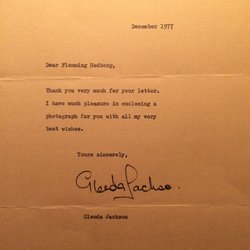 December 1977
Dear Flemming Hedborg,
Thank you very much for your letter.
I have much pleasure in enclosing a
photograph for you with all my very
best wishes.
Yours sincerely,
Glenda Jackson.
Glenda Jackson